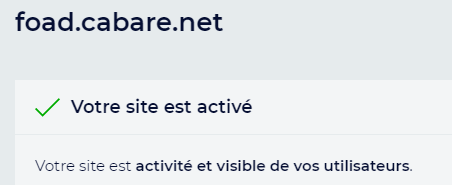 foad.cabare.net
Votre site est activé
Votre site est activité et visible de vos utilisateurs.